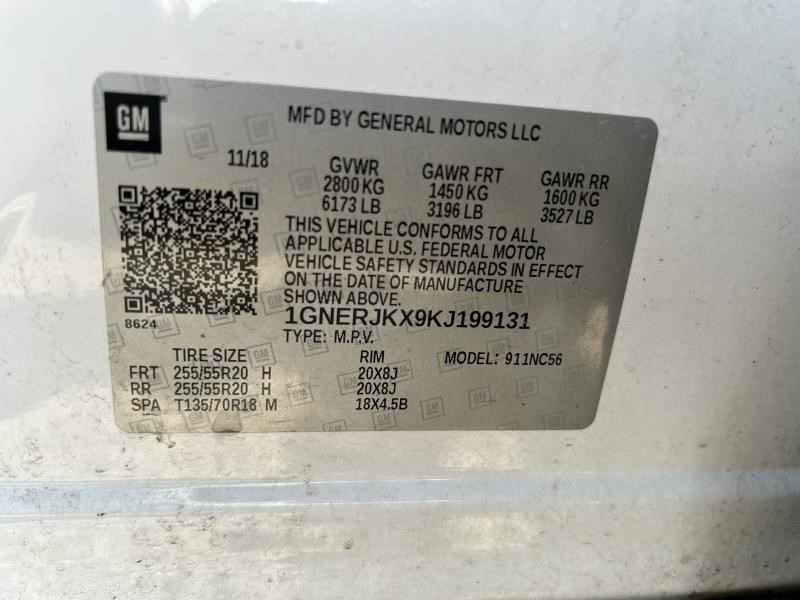 GM
MFD BY GENERAL MOTORS LLC
11/18 GVWR GAWR FRT GAWR RR
2800 KG 1450 KG 1600 KG
6173 LB 3196 LB 3527 LB
THIS VEHICLE CONFORMS TO ALL
APPLICABLE U.S. FEDERAL MOTOR
VEHICLE SAFETY STANDARDS IN EFFECT
ON THE DATE OF MANUFACTURE
SHOWN ABOVE.
8624
1GNERJKX9KJ199131
TYPE: M.P.V.
TIRE SIZE RIM MODEL: 911NC56
FRT 255/55R20 H 20X8J
RR 255/55R20 H 20X8J
SPA T135/70R18 M 18X4.5B